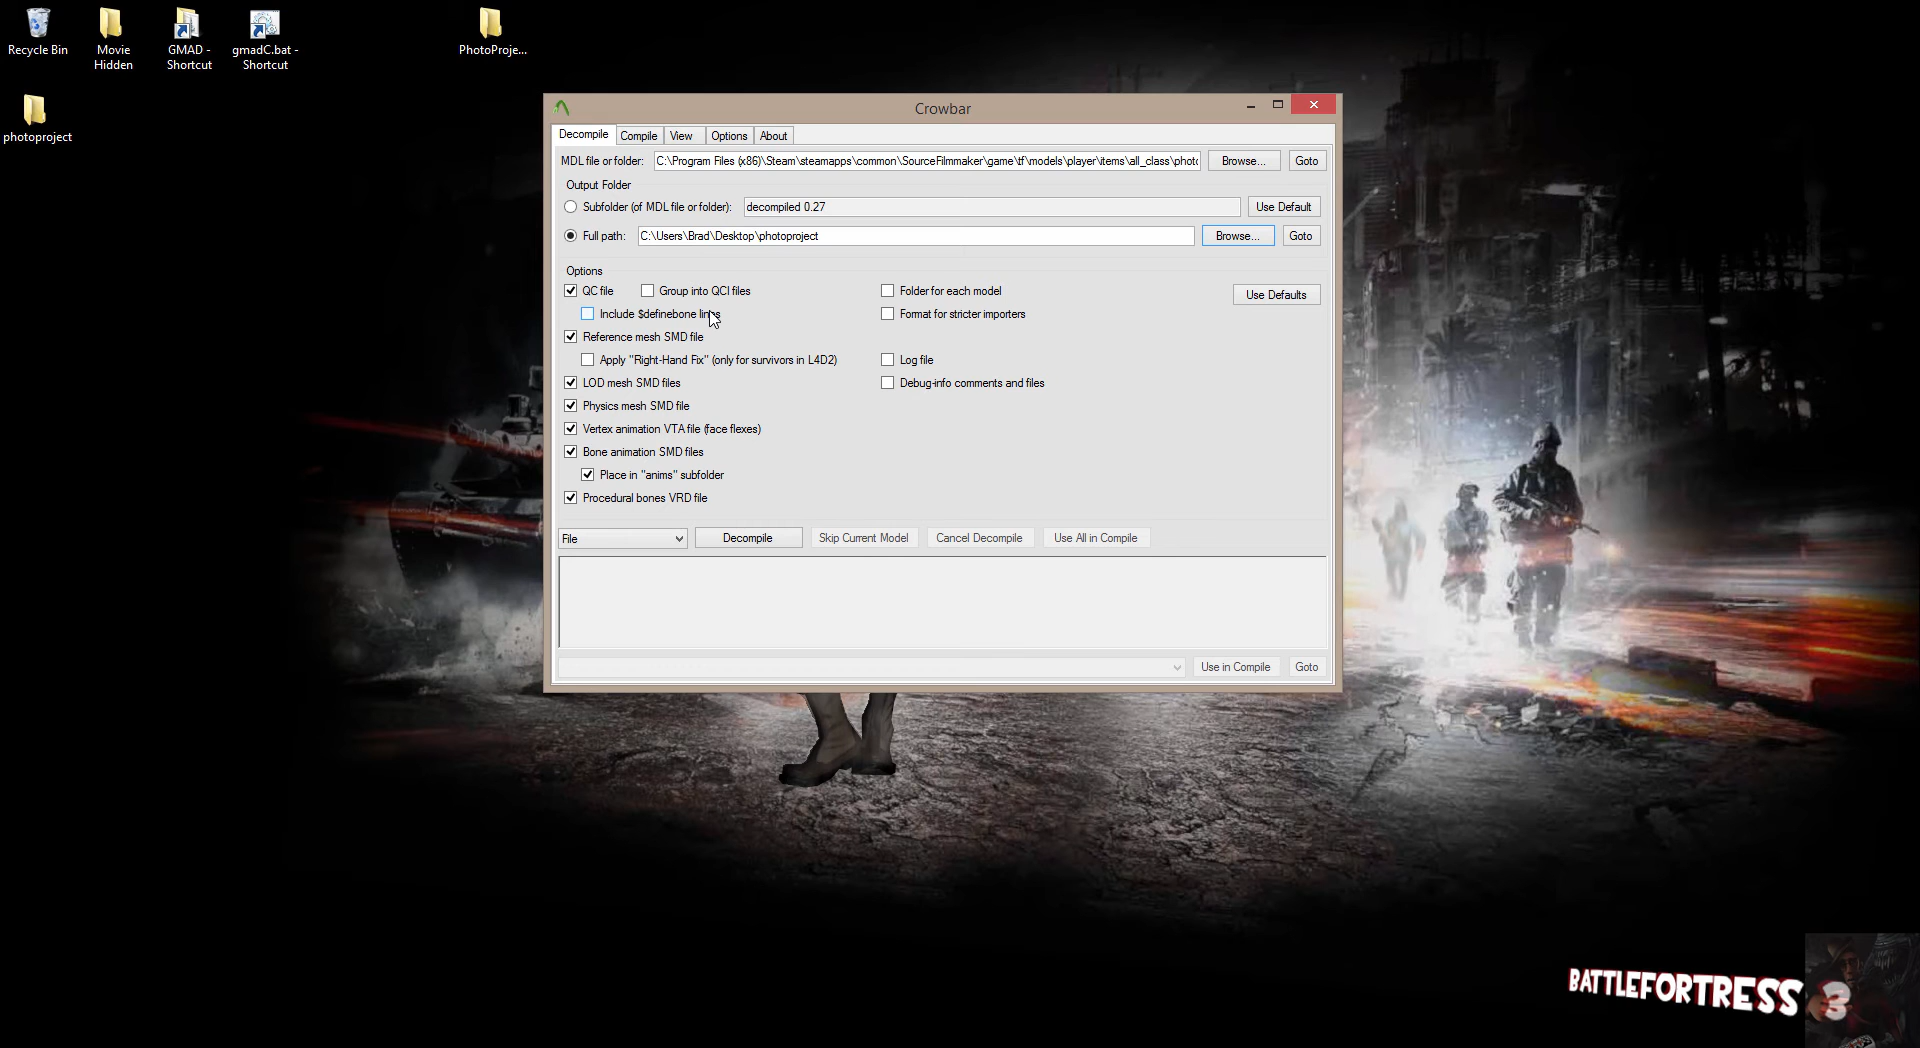 Recycle Bin
Movie
Hidden
GMAD -
Shortcut
gmadC.bat -
Shortcut
PhotoProje...
photoproject
Crowbar
Decompile Compile View Options About
MDL file or folder: C:\Program Files (x86)\Steam\steamapps\common\SourceFilmmaker\game\tf\models\player\items\all_class\photo Browse... Goto
Output Folder
Subfolder (of MDL file or folder): decompiled 0.27 Use Default
Full path: C:\Users\Brad\Desktop\photoproject Browse... Goto
Options
QC file Group into QCI files Folder for each model Use Defaults
Include $definebone lines Format for stricter importers
Reference mesh SMD file
Apply "Right-Hand Fix" (only for survivors in L4D2) Log file
LOD mesh SMD files Debug-info comments and files
Physics mesh SMD file
Vertex animation VTA file (face flexes)
Bone animation SMD files
Place in "anims" subfolder
Procedural bones VRD file
File Decompile Skip Current Model Cancel Decompile Use All in Compile
Use in Compile Goto
BATTLEFORTRESS 3